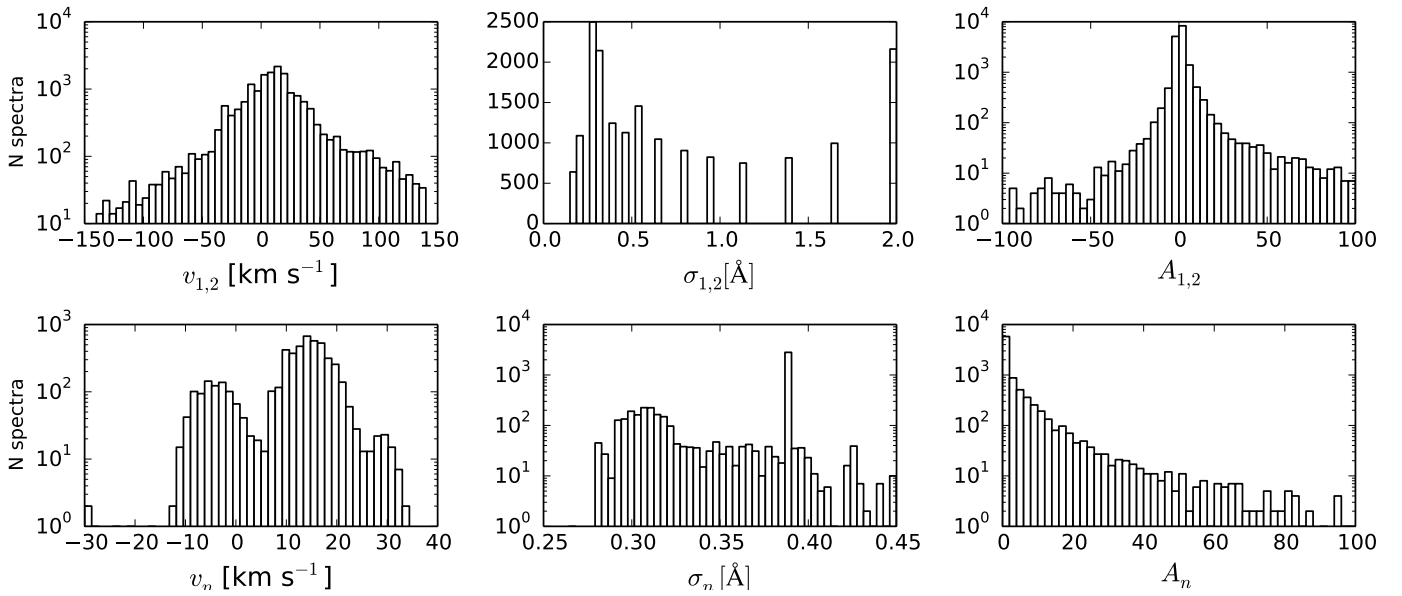 10^4
10^3
10^2
10^1
N spectra
−150 −100 −50 0 50 100 150
v_{1,2} [km s^{−1}]
2500
2000
1500
1000
500
0
0.0 0.5 1.0 1.5 2.0
σ_{1,2}[Å]
10^4
10^3
10^2
10^1
10^0
−100 −50 0 50 100
A_{1,2}
10^3
10^2
10^1
10^0
N spectra
−30 −20 −10 0 10 20 30 40
v_n [km s^{−1}]
10^4
10^3
10^2
10^1
10^0
0.25 0.30 0.35 0.40 0.45
σ_n [Å]
10^4
10^3
10^2
10^1
10^0
0 20 40 60 80 100
A_n